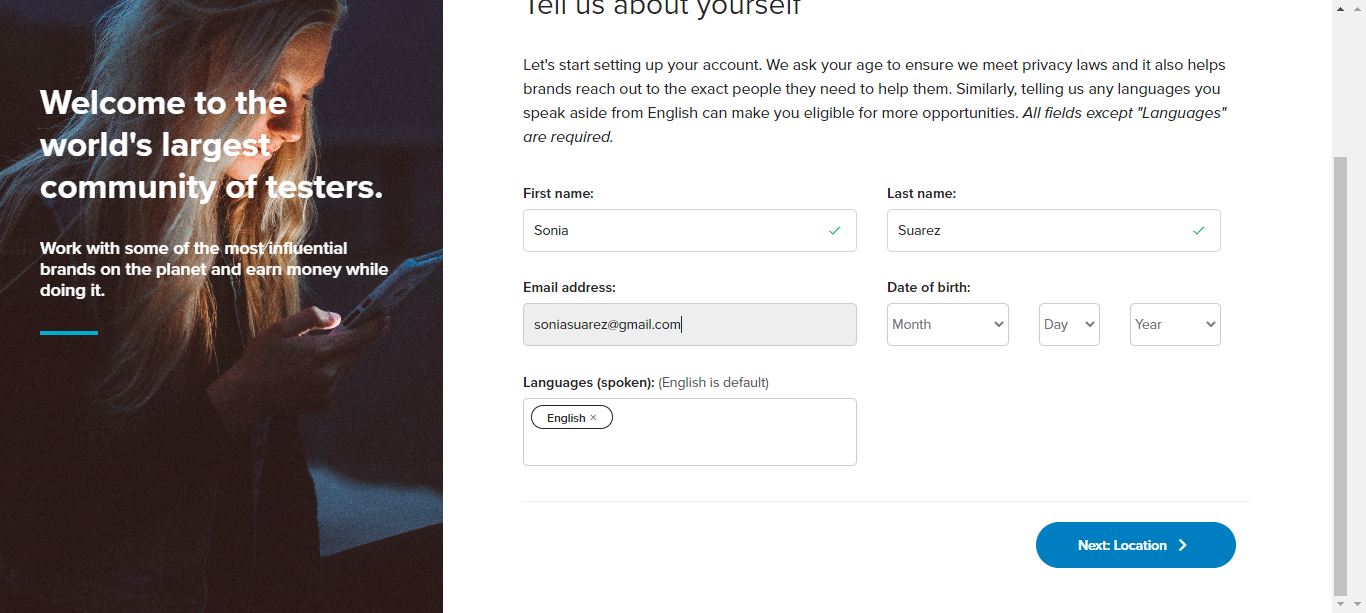 Welcome to the
world's largest
community of testers.
Work with some of the most influential
brands on the planet and earn money while
doing it.
Tell us about yourself
Let's start setting up your account. We ask your age to ensure we meet privacy laws and it also helps
brands reach out to the exact people they need to help them. Similarly, telling us any languages you
speak aside from English can make you eligible for more opportunities. All fields except "Languages"
are required.
First name:
Last name:
Sonia
Suarez
Email address:
Date of birth:
soniasuarez@gmail.com
Month
Day
Year
Languages (spoken): (English is default)
English ×
Next: Location